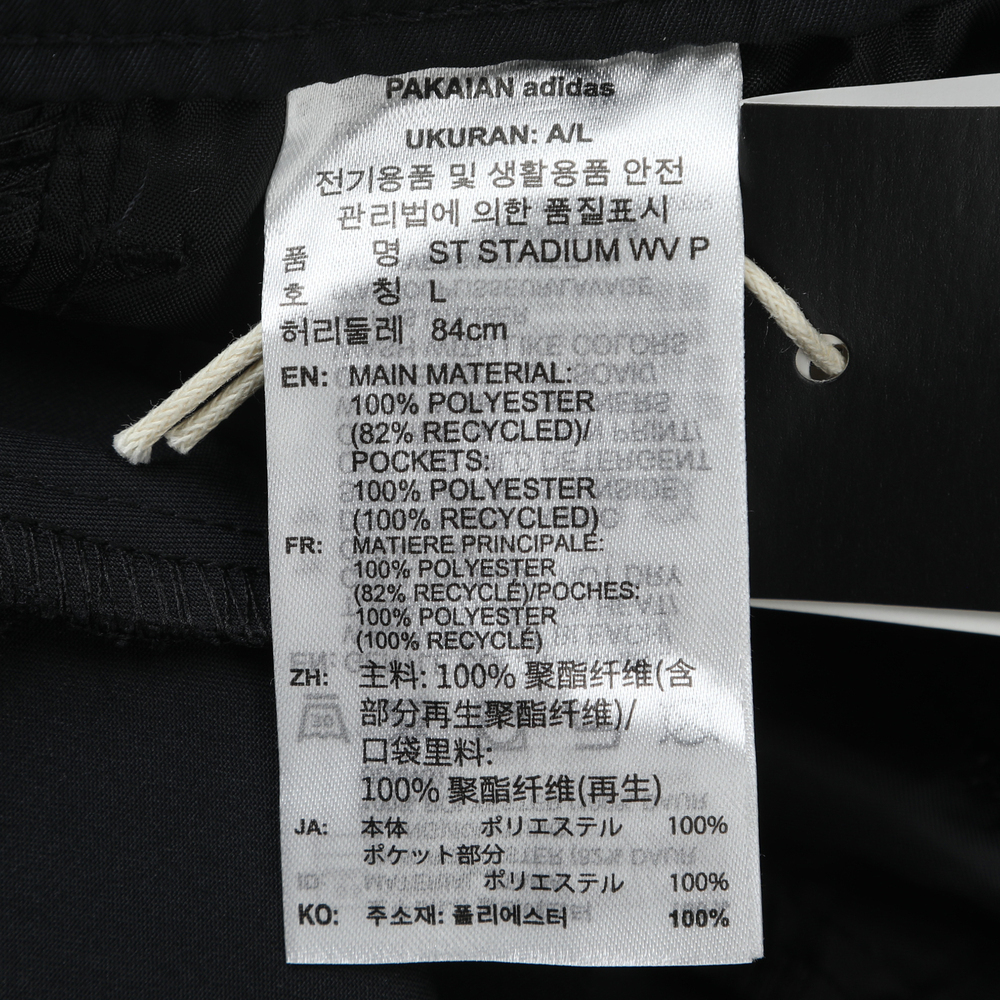 PAKAIAN adidas
UKURAN: A/L
전기용품 및 생활용품 안전
관리법에 의한 품질표시
품 명 ST STADIUM WV P
호 칭 L
허리둘레 84cm
EN: MAIN MATERIAL:
100% POLYESTER
(82% RECYCLED)/
POCKETS:
100% POLYESTER
(100% RECYCLED)
FR: MATIERE PRINCIPALE:
100% POLYESTER
(82% RECYCLÉ)/POCHES:
100% POLYESTER
(100% RECYCLÉ)
ZH: 主料: 100% 聚酯纤维(含
部分再生聚酯纤维)/
口袋里料:
100% 聚酯纤维(再生)
JA: 本体 ポリエステル 100%
ポケット部分
ポリエステル 100%
KO: 주소재: 폴리에스터 100%